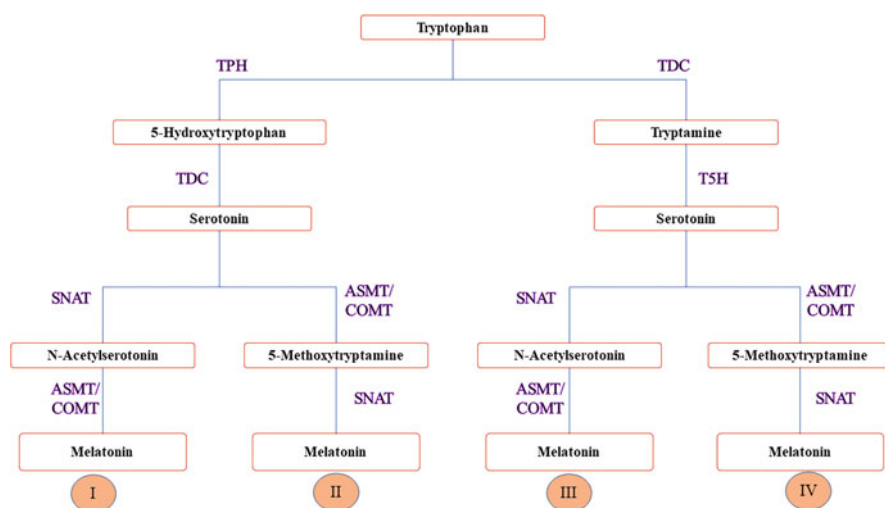 Tryptophan
TPH
TDC
5-Hydroxytryptophan
Tryptamine
TDC
T5H
Serotonin
Serotonin
SNAT
ASMT/
COMT
SNAT
ASMT/
COMT
N-Acetylserotonin
5-Methoxytryptamine
N-Acetylserotonin
5-Methoxytryptamine
ASMT/
COMT
SNAT
ASMT/
COMT
SNAT
Melatonin
Melatonin
Melatonin
Melatonin
I
II
III
IV